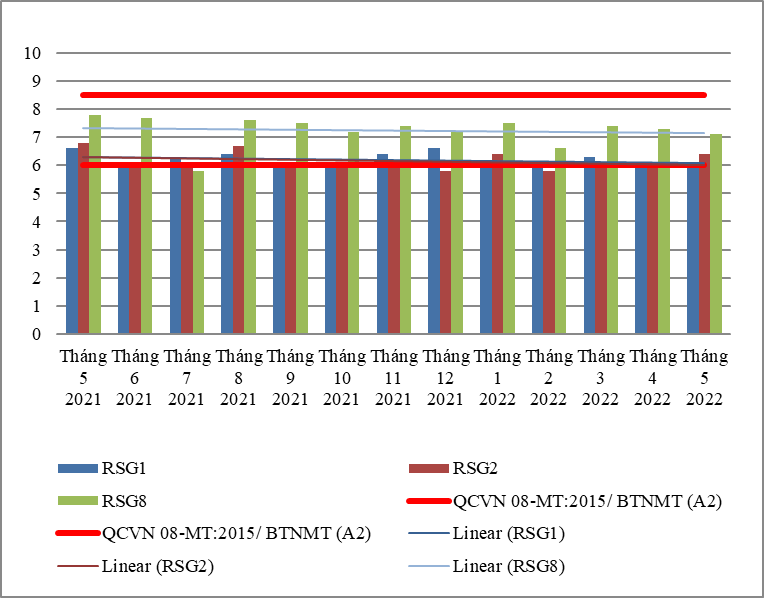 10
9
8
7
6
5
4
3
2
1
0
Tháng Tháng Tháng Tháng Tháng Tháng Tháng Tháng Tháng Tháng Tháng Tháng Tháng
5 6 7 8 9 10 11 12 1 2 3 4 5
2021 2021 2021 2021 2021 2021 2021 2021 2022 2022 2022 2022 2022
RSG1 RSG2
RSG8 QCVN 08-MT:2015/ BTNMT (A2)
QCVN 08-MT:2015/ BTNMT (A2) Linear (RSG1)
Linear (RSG2) Linear (RSG8)